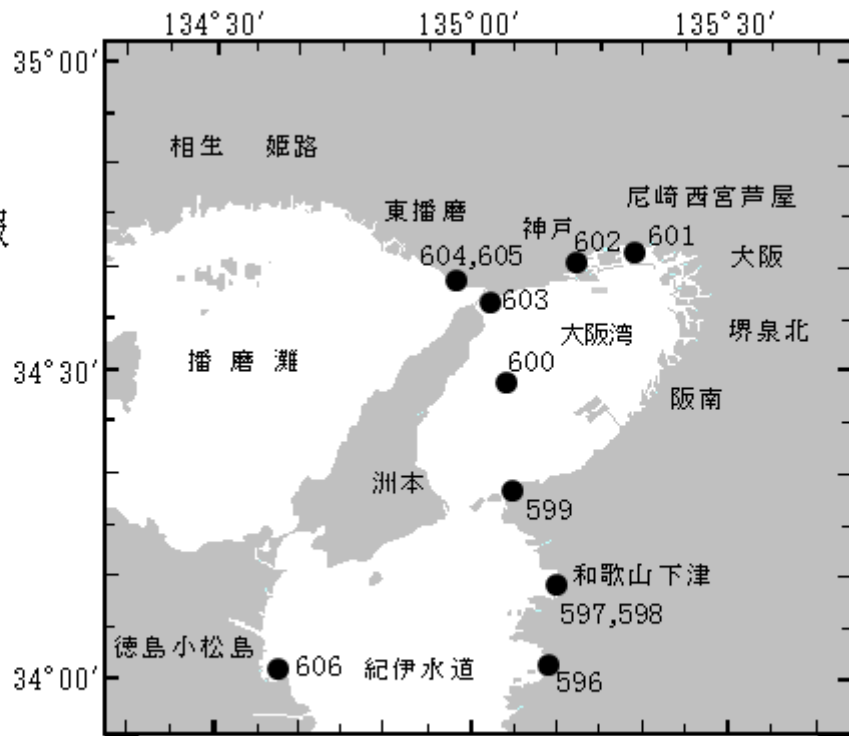 134°30′ 135°00′ 135°30′
35°00′
相生 姫路
尼崎西宮芦屋
東播磨
神戸
602
601
604,605
大阪
603
大阪湾
堺泉北
播磨灘
600
34°30′
阪南
洲本
599
和歌山下津
597,598
徳島小松島
606
紀伊水道
596
34°00′